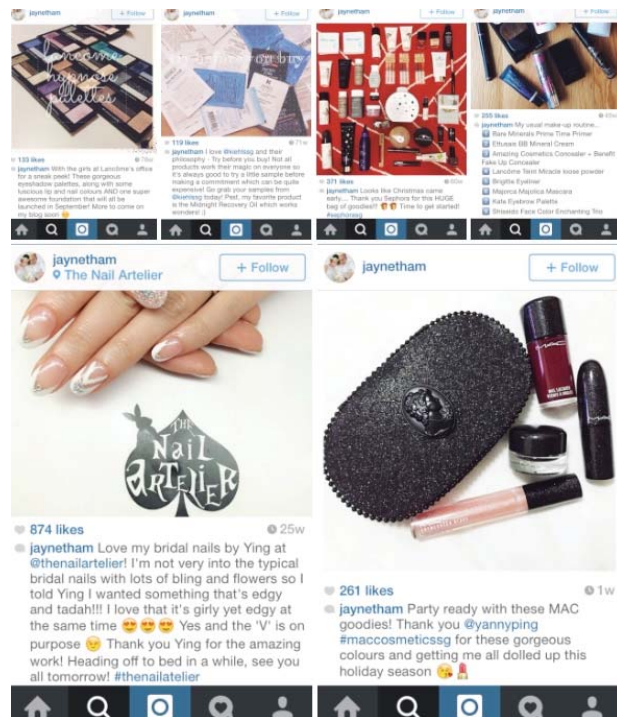 jaynetham
+ Follow
lancome
hypnose
palettes
133 likes
78w
jaynetham With the girls at Lancôme's office
for a sneak peek! These gorgeous
eyeshadow palettes, along with some
luscious lip and nail colours AND one super
awesome foundation that will all be
launched in September! More to come on
my blog soon
jaynetham
+ Follow
you buy
119 likes
71w
jaynetham I love @kiehlssg and their
philosophy - Try before you buy! Not all
products work their magic on everyone so
it's always good to try a little sample before
making a commitment which can be quite
expensive! Go grab your samples from
@kiehlssg today! Psst, my favorite product
is the Midnight Recovery Oil which works
wonders! :)
jaynetham
+ Follow
371 likes
60w
jaynetham Looks like Christmas came
early.... Thank you Sephora for this HUGE
bag of goodies!!! Time to get started!
#sephorasg
jaynetham
+ Follow
255 likes
jaynetham My usual make-up routine...
Bare Minerals Prime Time Primer
Ettusais BB Mineral Cream
Amazing Cosmetics Concealer + Benefit
Fake Up Concealer
Lancôme Teint Miracle loose powder
Brigitte Eyeliner
Majorca Majorica Mascara
Kate Eyebrow Palette
Shiseido Face Color Enchanting Trio
jaynetham
The Nail Artelier
+ Follow
THE
NaiL
ARTELiER
874 likes
25w
jaynetham Love my bridal nails by Ying at
@thenailartelier! I'm not very into the typical
bridal nails with lots of bling and flowers so I
told Ying I wanted something that's edgy
and tadah!!! I love that it's girly yet edgy at
the same time 😍😍😍 Yes and the 'V' is on
purpose 😉 Thank you Ying for the amazing
work! Heading off to bed in a while, see you
all tomorrow! #thenailatelier
jaynetham
+ Follow
MAC
261 likes
1w
jaynetham Party ready with these MAC
goodies! Thank you @yannyping
#maccosmeticssg for these gorgeous
colours and getting me all dolled up this
holiday season 😘💄